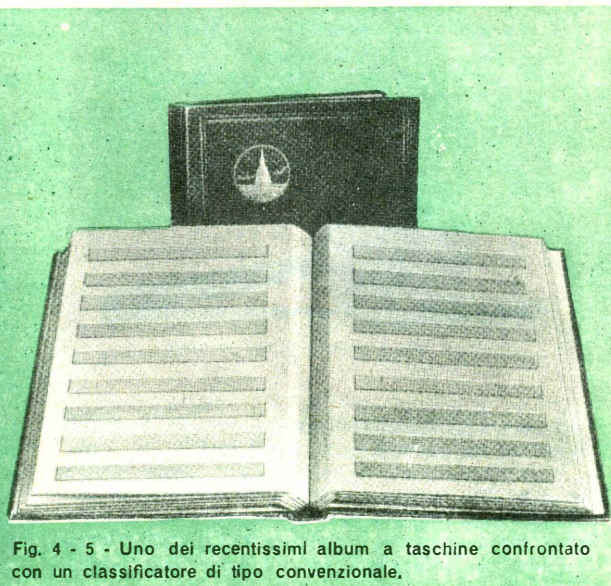 Fig. 4 - 5 - Uno dei recentissimi album a taschine confrontato
con un classificatore di tipo convenzionale.